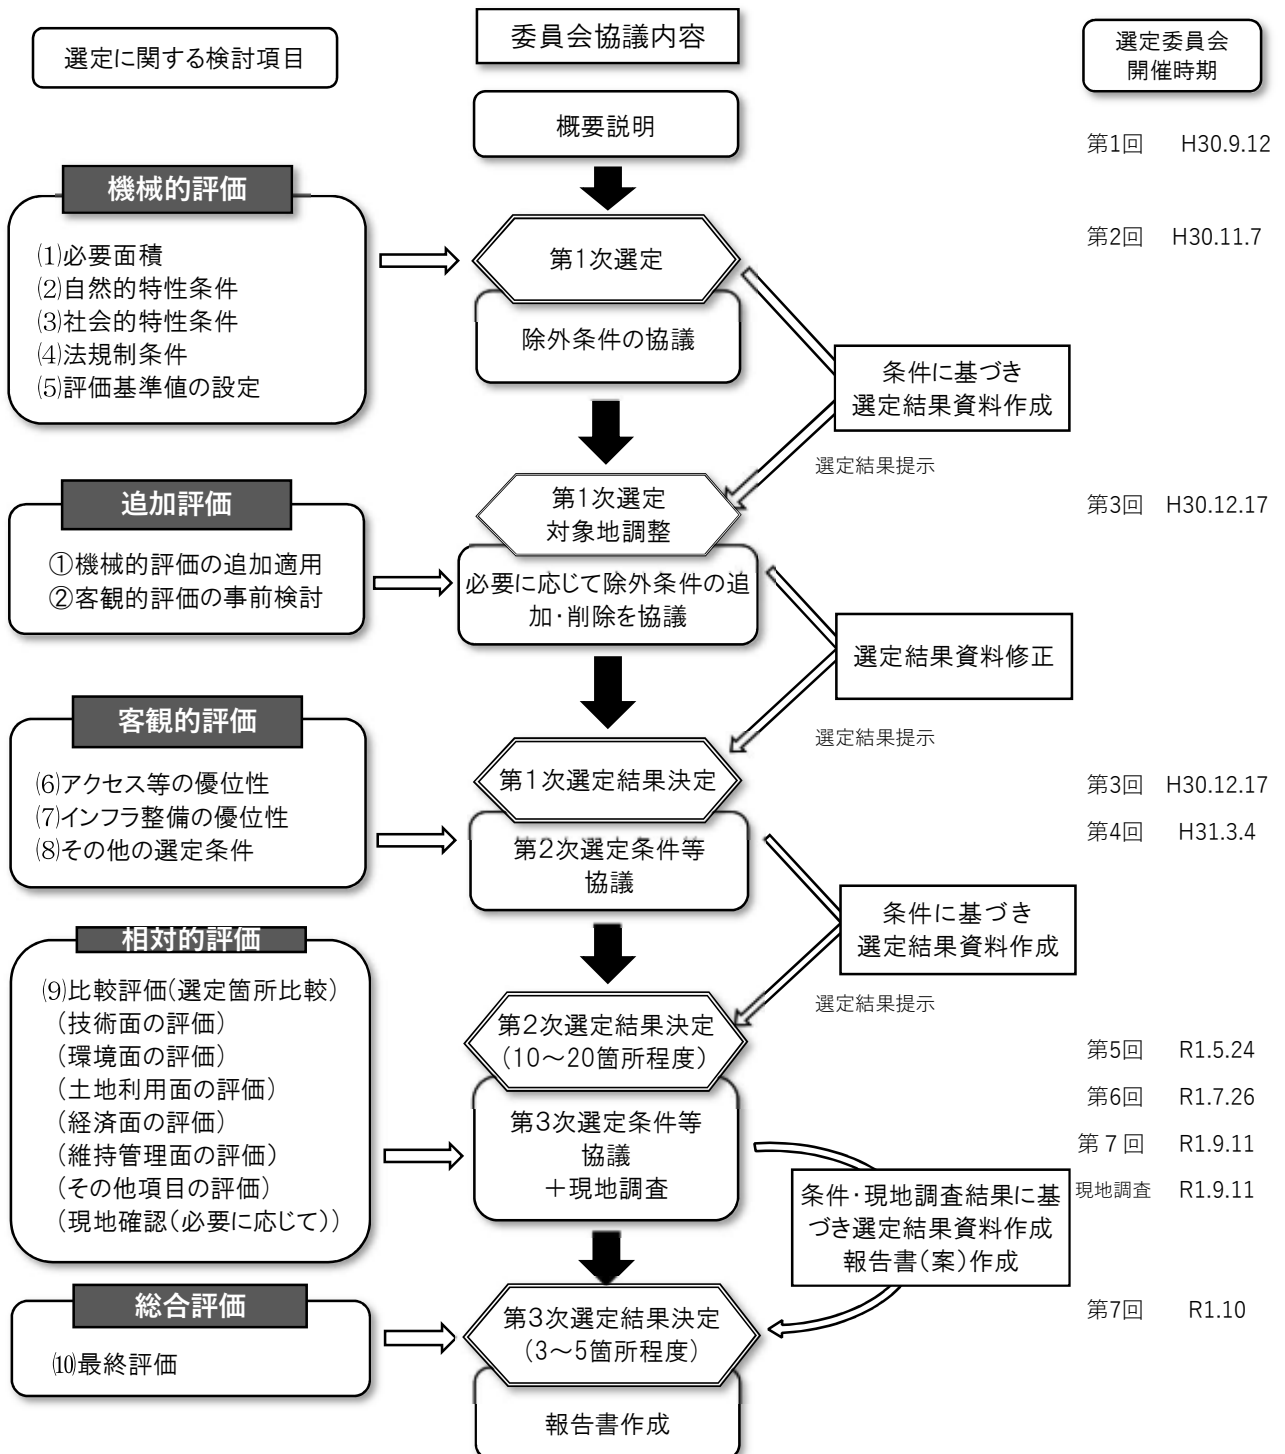 選定に関する検討項目
委員会協議内容
選定委員会
開催時期
概要説明
第1回 H30.9.12
機械的評価
⑴必要面積
⑵自然的特性条件
⑶社会的特性条件
⑷法規制条件
⑸評価基準値の設定
第1次選定
除外条件の協議
第2回 H30.11.7
条件に基づき
選定結果資料作成
選定結果提示
追加評価
①機械的評価の追加適用
②客観的評価の事前検討
第1次選定
対象地調整
必要に応じて除外条件の追
加・削除を協議
第3回 H30.12.17
選定結果資料修正
選定結果提示
客観的評価
⑹アクセス等の優位性
⑺インフラ整備の優位性
⑻その他の選定条件
第1次選定結果決定
第2次選定条件等
協議
第3回 H30.12.17
第4回 H31.3.4
条件に基づき
選定結果資料作成
選定結果提示
相対的評価
⑼比較評価(選定箇所比較)
(技術面の評価)
(環境面の評価)
(土地利用面の評価)
(経済面の評価)
(維持管理面の評価)
(その他項目の評価)
(現地確認(必要に応じて))
第2次選定結果決定
(10～20箇所程度)
第3次選定条件等
協議
＋現地調査
第5回 R1.5.24
第6回 R1.7.26
第７回 R1.9.11
現地調査 R1.9.11
条件・現地調査結果に基
づき選定結果資料作成
報告書(案)作成
総合評価
⑽最終評価
第3次選定結果決定
(3～5箇所程度)
報告書作成
第7回 R1.10